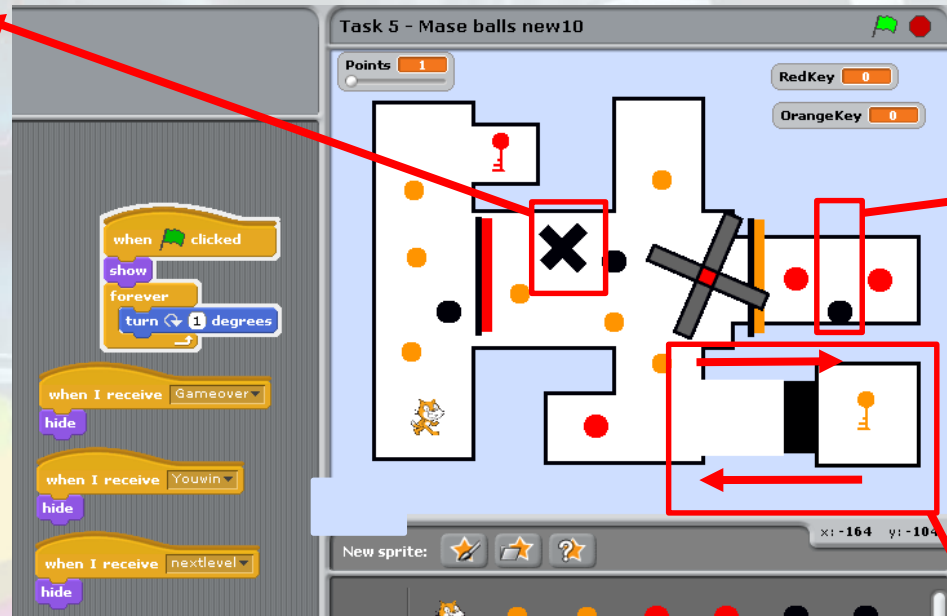 Task 5 - Mase balls new10
Points 1
RedKey 0
OrangeKey 0
when clicked
show
forever
turn 1 degrees
when I receive Gameover
hide
when I receive Youwin
hide
when I receive nextlevel
hide
x: -164 y: -104
New sprite: